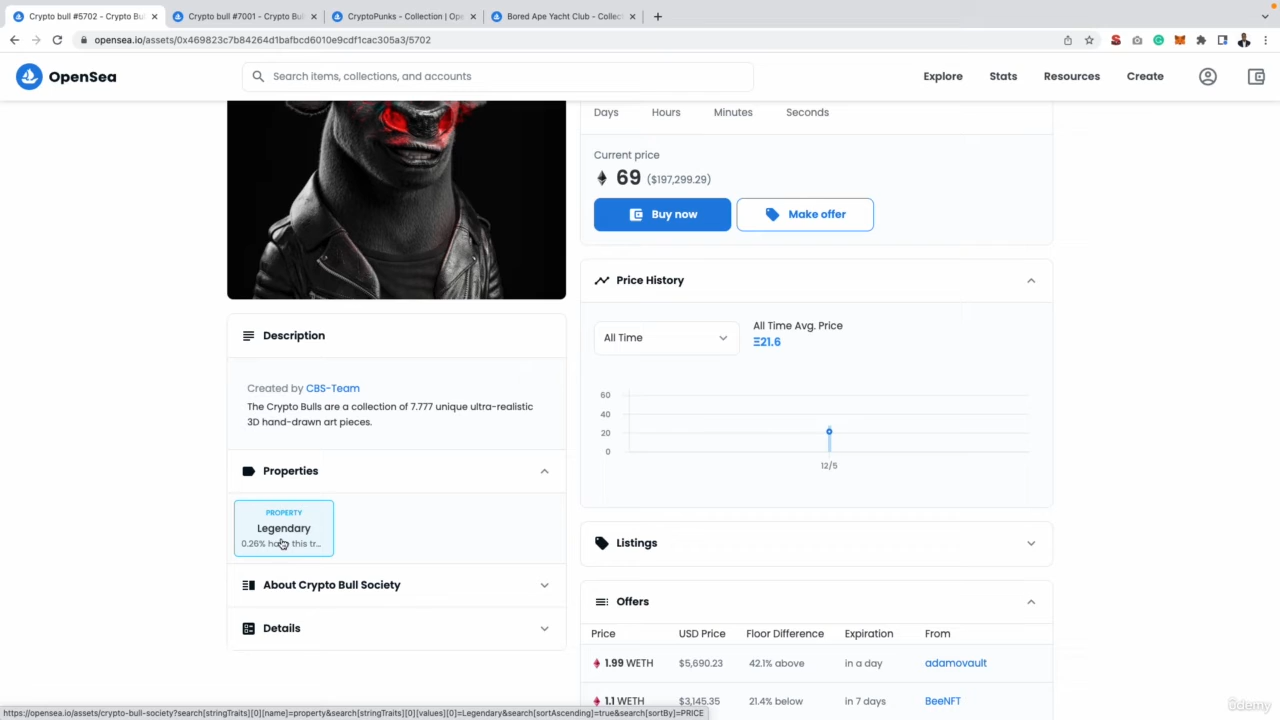 Crypto bull #5702 - Crypto Bu
Crypto bull #7001 - Crypto Bu
CryptoPunks - Collection | Ope
Bored Ape Yacht Club - Collec
opensea.io/assets/0x469823c7b84264d1bafbcd6010e9cdf1cac305a3/5702
OpenSea
Search items, collections, and accounts
Explore
Stats
Resources
Create
Days Hours Minutes Seconds
Current price
69 ($197,299.29)
Buy now
Make offer
Price History
All Time
All Time Avg. Price
Ξ21.6
60
40
20
0
12/5
Description
Created by CBS-Team
The Crypto Bulls are a collection of 7.777 unique ultra-realistic
3D hand-drawn art pieces.
Properties
PROPERTY
Legendary
0.26% have this tr...
About Crypto Bull Society
Details
Listings
Offers
Price USD Price Floor Difference Expiration From
1.99 WETH $5,690.23 42.1% above in a day adamovault
1.1 WETH $3,145.35 21.4% below in 7 days BeeNFT
https://opensea.io/assets/crypto-bull-society?search[stringTraits][0][name]=property&search[stringTraits][0][values][0]=Legendary&search[sortAscending]=true&search[sortBy]=PRICE
ûdemy